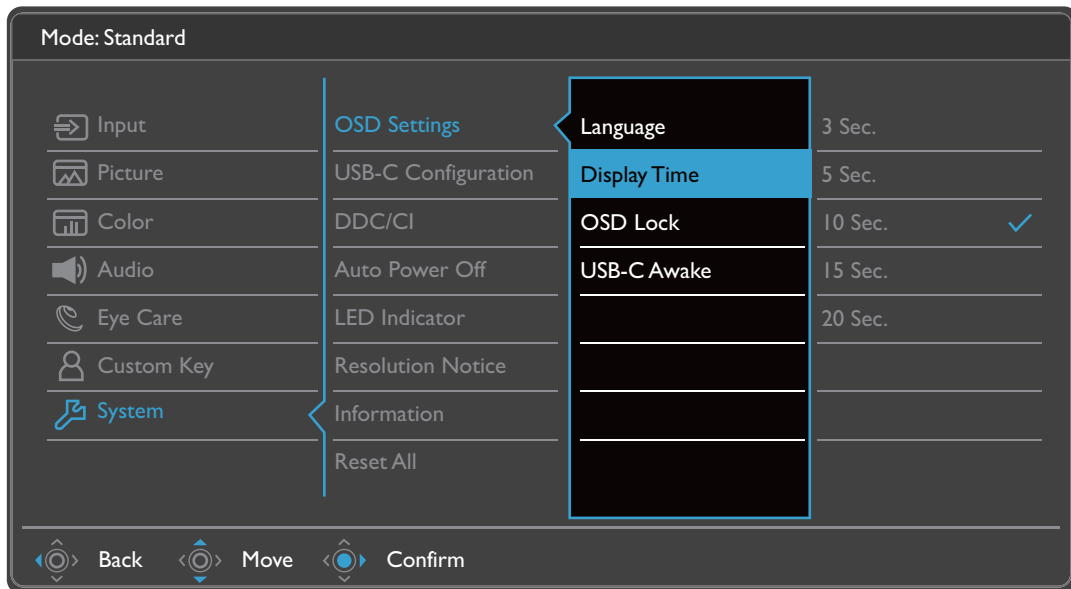 Mode: Standard
Input
Picture
Color
Audio
Eye Care
Custom Key
System
OSD Settings
USB-C Configuration
DDC/CI
Auto Power Off
LED Indicator
Resolution Notice
Information
Reset All
Language
Display Time
OSD Lock
USB-C Awake
3 Sec.
5 Sec.
10 Sec.
15 Sec.
20 Sec.
Back Move Confirm